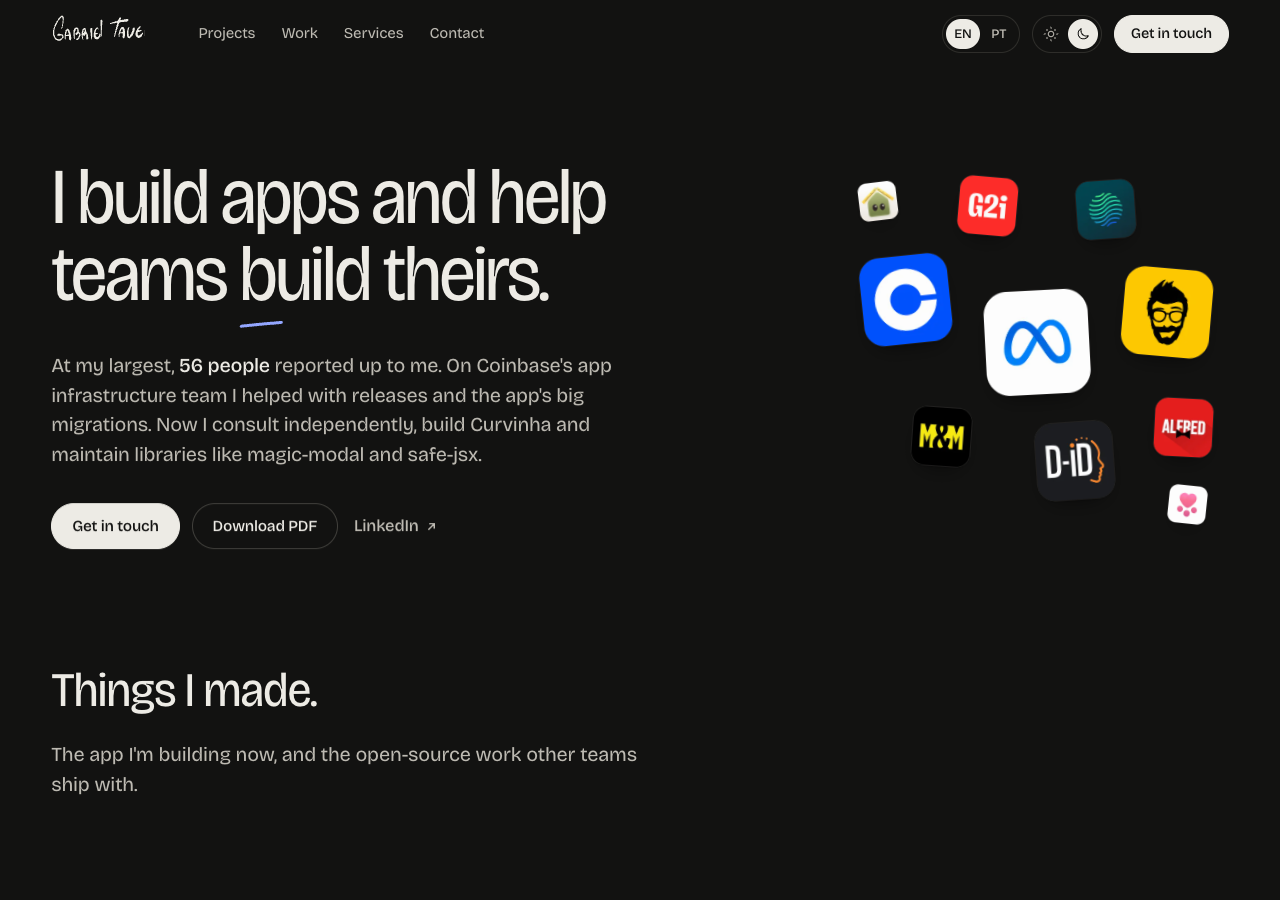 Gabriel Tave
Projects Work Services Contact
EN PT
Get in touch
I build apps and help
teams build theirs.
At my largest, 56 people reported up to me. On Coinbase's app
infrastructure team I helped with releases and the app's big
migrations. Now I consult independently, build Curvinha and
maintain libraries like magic-modal and safe-jsx.
Get in touch Download PDF LinkedIn ↗
G2i
M&M
D-iD
ALFRED
Things I made.
The app I'm building now, and the open-source work other teams
ship with.